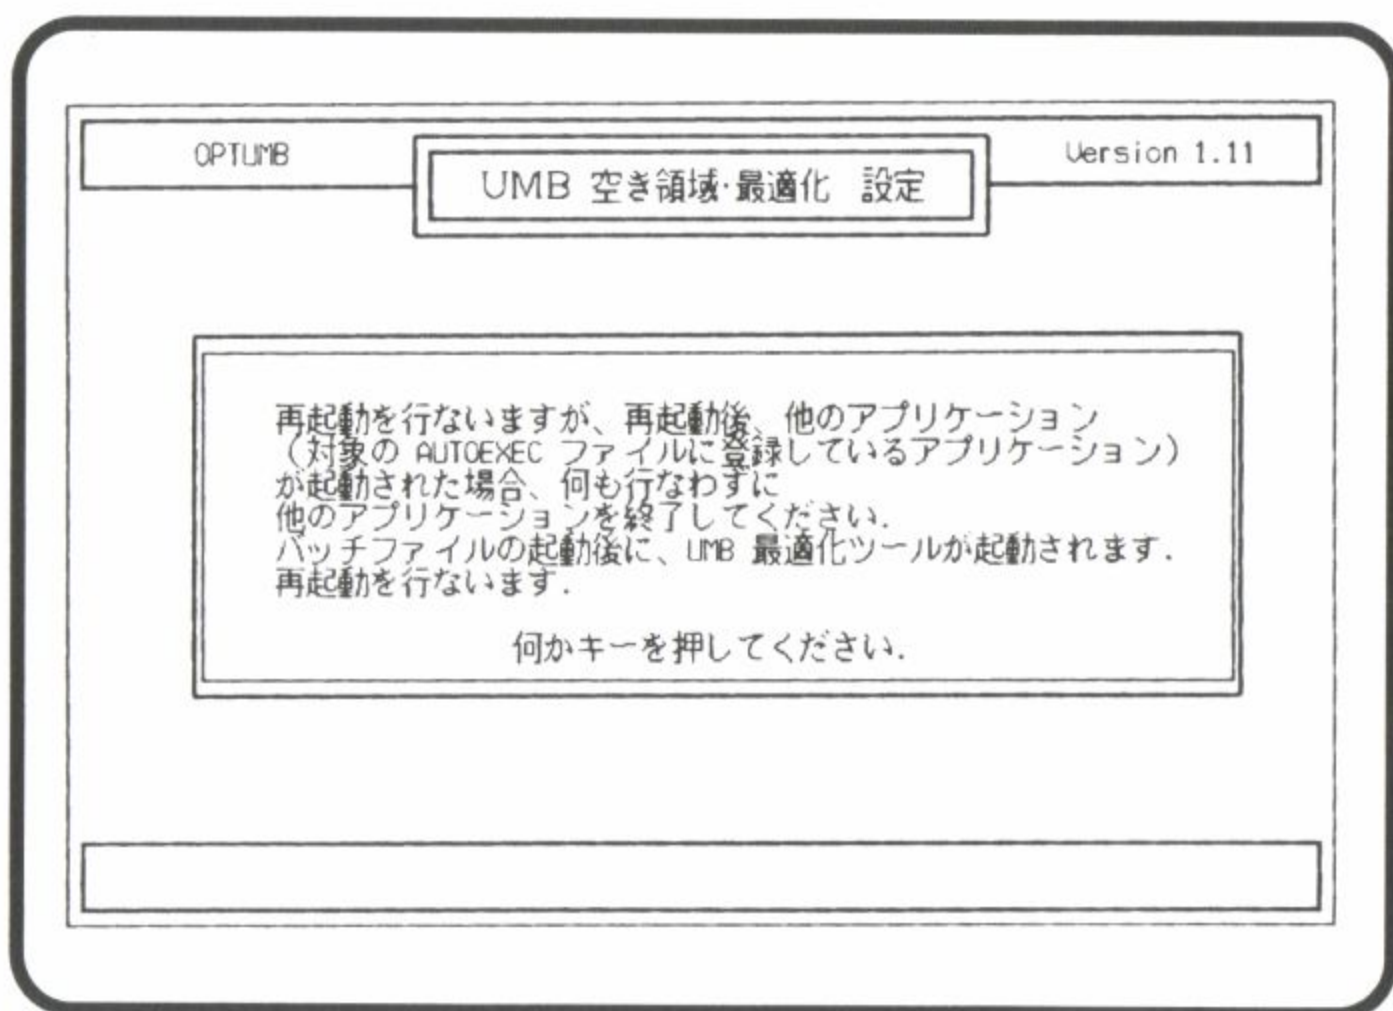 OPTUMB
UMB 空き領域・最適化 設定
Version 1.11
再起動を行ないますが、再起動後、他のアプリケーション
（対象の AUTOEXEC ファイルに登録しているアプリケーション）
が起動された場合、何も行なわずに
他のアプリケーションを終了してください.
バッチファイルの起動後に、UMB 最適化ツールが起動されます.
再起動を行ないます.
何かキーを押してください.